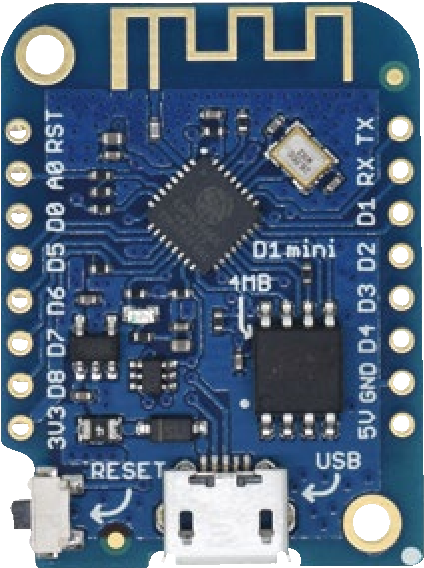 RST
A0
D0
D5
D6
D7
D8
3V3
TX
RX
D1
D2
D3
D4
GND
5V
D1 mini
4MB
RESET
USB